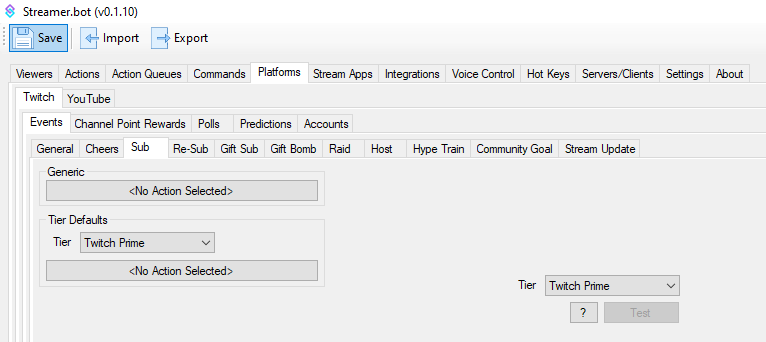 Streamer.bot (v0.1.10)
Save Import Export
Viewers Actions Action Queues Commands Platforms Stream Apps Integrations Voice Control Hot Keys Servers/Clients Settings About
Twitch YouTube
Events Channel Point Rewards Polls Predictions Accounts
General Cheers Sub Re-Sub Gift Sub Gift Bomb Raid Host Hype Train Community Goal Stream Update
Generic
<No Action Selected>
Tier Defaults
Tier Twitch Prime
<No Action Selected>
Tier Twitch Prime
? Test